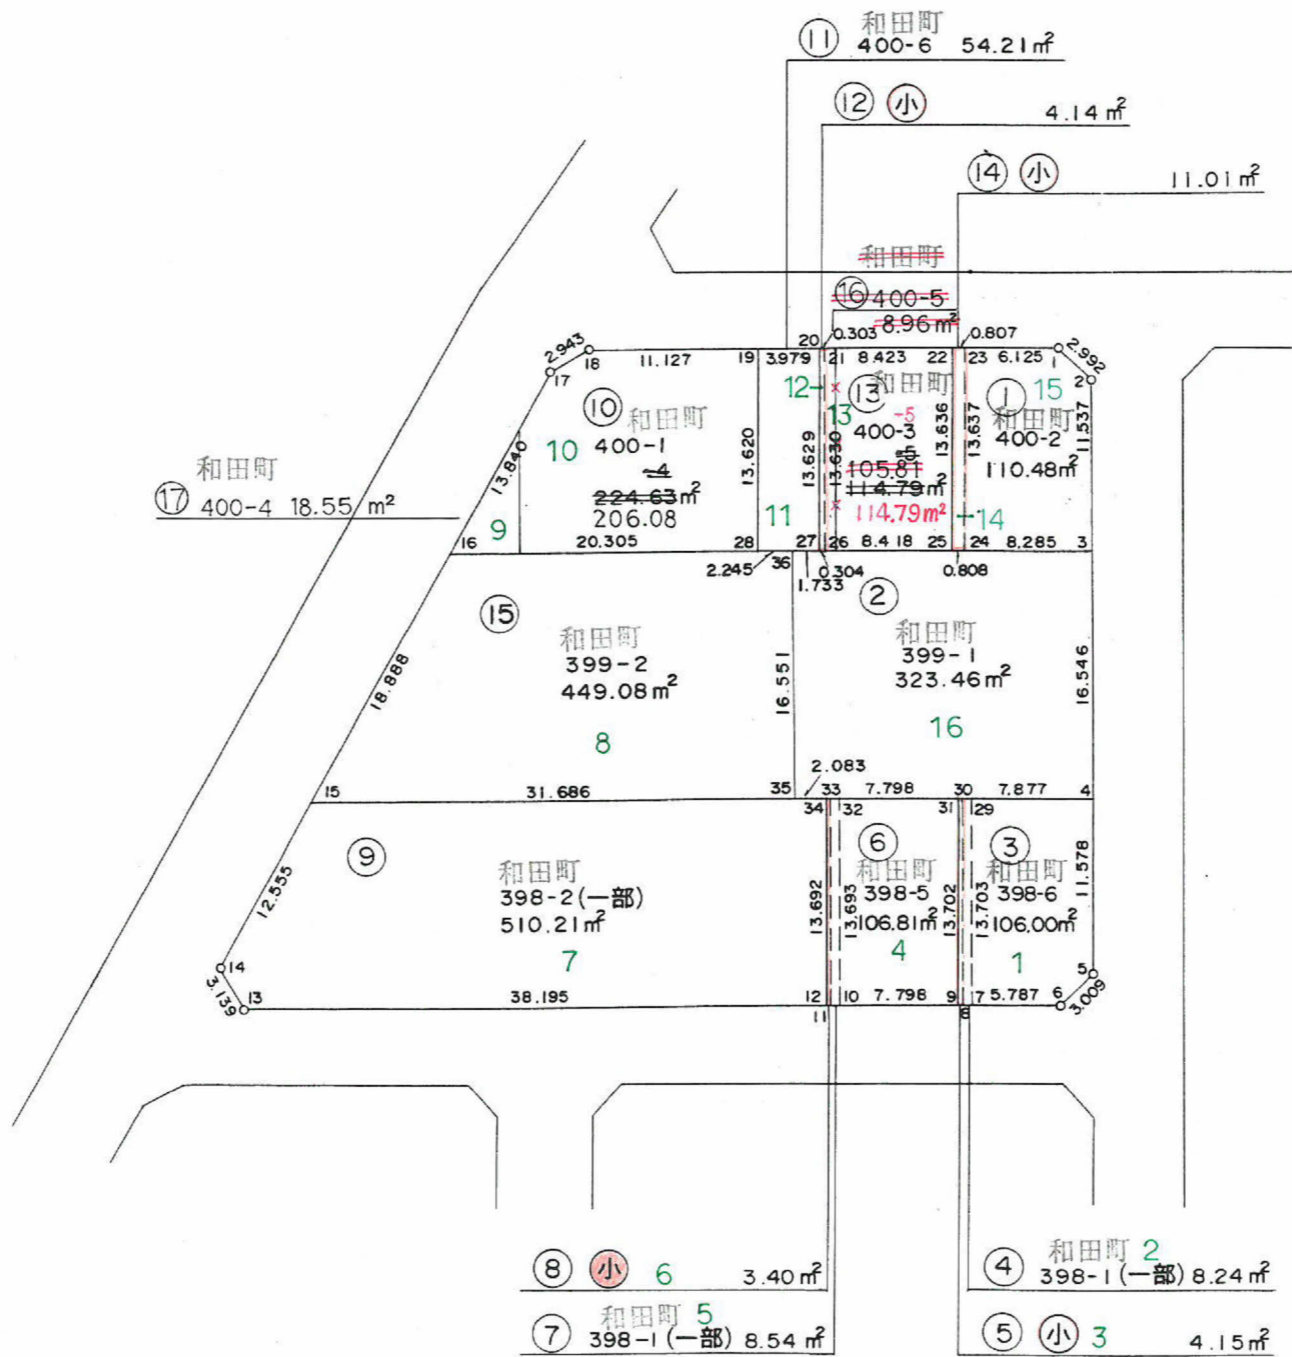 和田町
⑪ 400-6 54.21㎡
⑫ 小 4.14㎡
⑭ 小 11.01㎡
和田町
⑯ 400-5
8.96㎡
20 0.303 0.807
2.943 18 11.127 19 3.979 21 8.423 22 23 6.125 1 2.992
17 2
12 ⑬ 和田町 ① 15
⑩ 和田町 13 -5 和田町
10 400-1 400-3 400-2
-4 -5
224.63㎡ 105.81 110.48㎡
206.08 114.79㎡
114.79㎡
13.840 13.620 13.629 13.630 13.636 13.637 11.537
和田町
⑰ 400-4 18.55㎡
9 11 14
16 20.305 28 27 26 8.418 25 24 8.285 3
2.245 36 0.304 0.808
1.733
⑮ ②
和田町 和田町
399-2 399-1
449.08㎡ 323.46㎡
8 16
18.888 16.551 16.546
2.083
15 31.686 35 33 7.798 30 7.877 4
34 32 31 29
⑨ ⑥ ③
和田町 和田町 和田町
398-2(一部) 398-5 398-6
510.21㎡ 106.81㎡ 106.00㎡
7 4 1
12.555 13.692 13.693 13.702 13.703 11.578
14 5
3.139 13 38.195 12 10 7.798 9 7 5.787 6 3.009
11 8
⑧ 小 6 3.40㎡
和田町 5
⑦ 398-1(一部) 8.54㎡
和田町 2
④ 398-1(一部) 8.24㎡
⑤ 小 3 4.15㎡